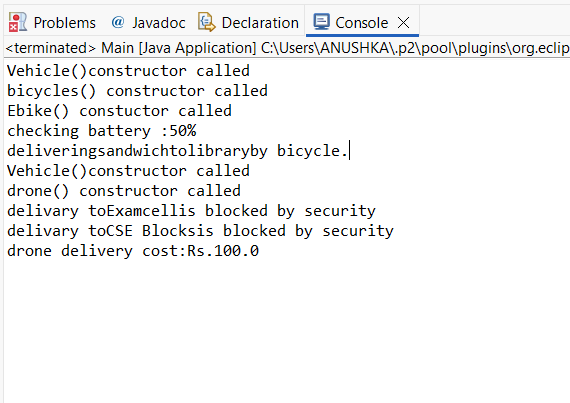 Problems @ Javadoc Declaration Console
<terminated> Main [Java Application] C:\Users\ANUSHKA\.p2\pool\plugins\org.eclip
Vehicle()constructor called
bicycles() constructor called
Ebike() constuctor called
checking battery :50%
deliveringsandwichtolibraryby bicycle.
Vehicle()constructor called
drone() constructor called
delivary toExamcellis blocked by security
delivary toCSE Blocksis blocked by security
drone delivery cost:Rs.100.0